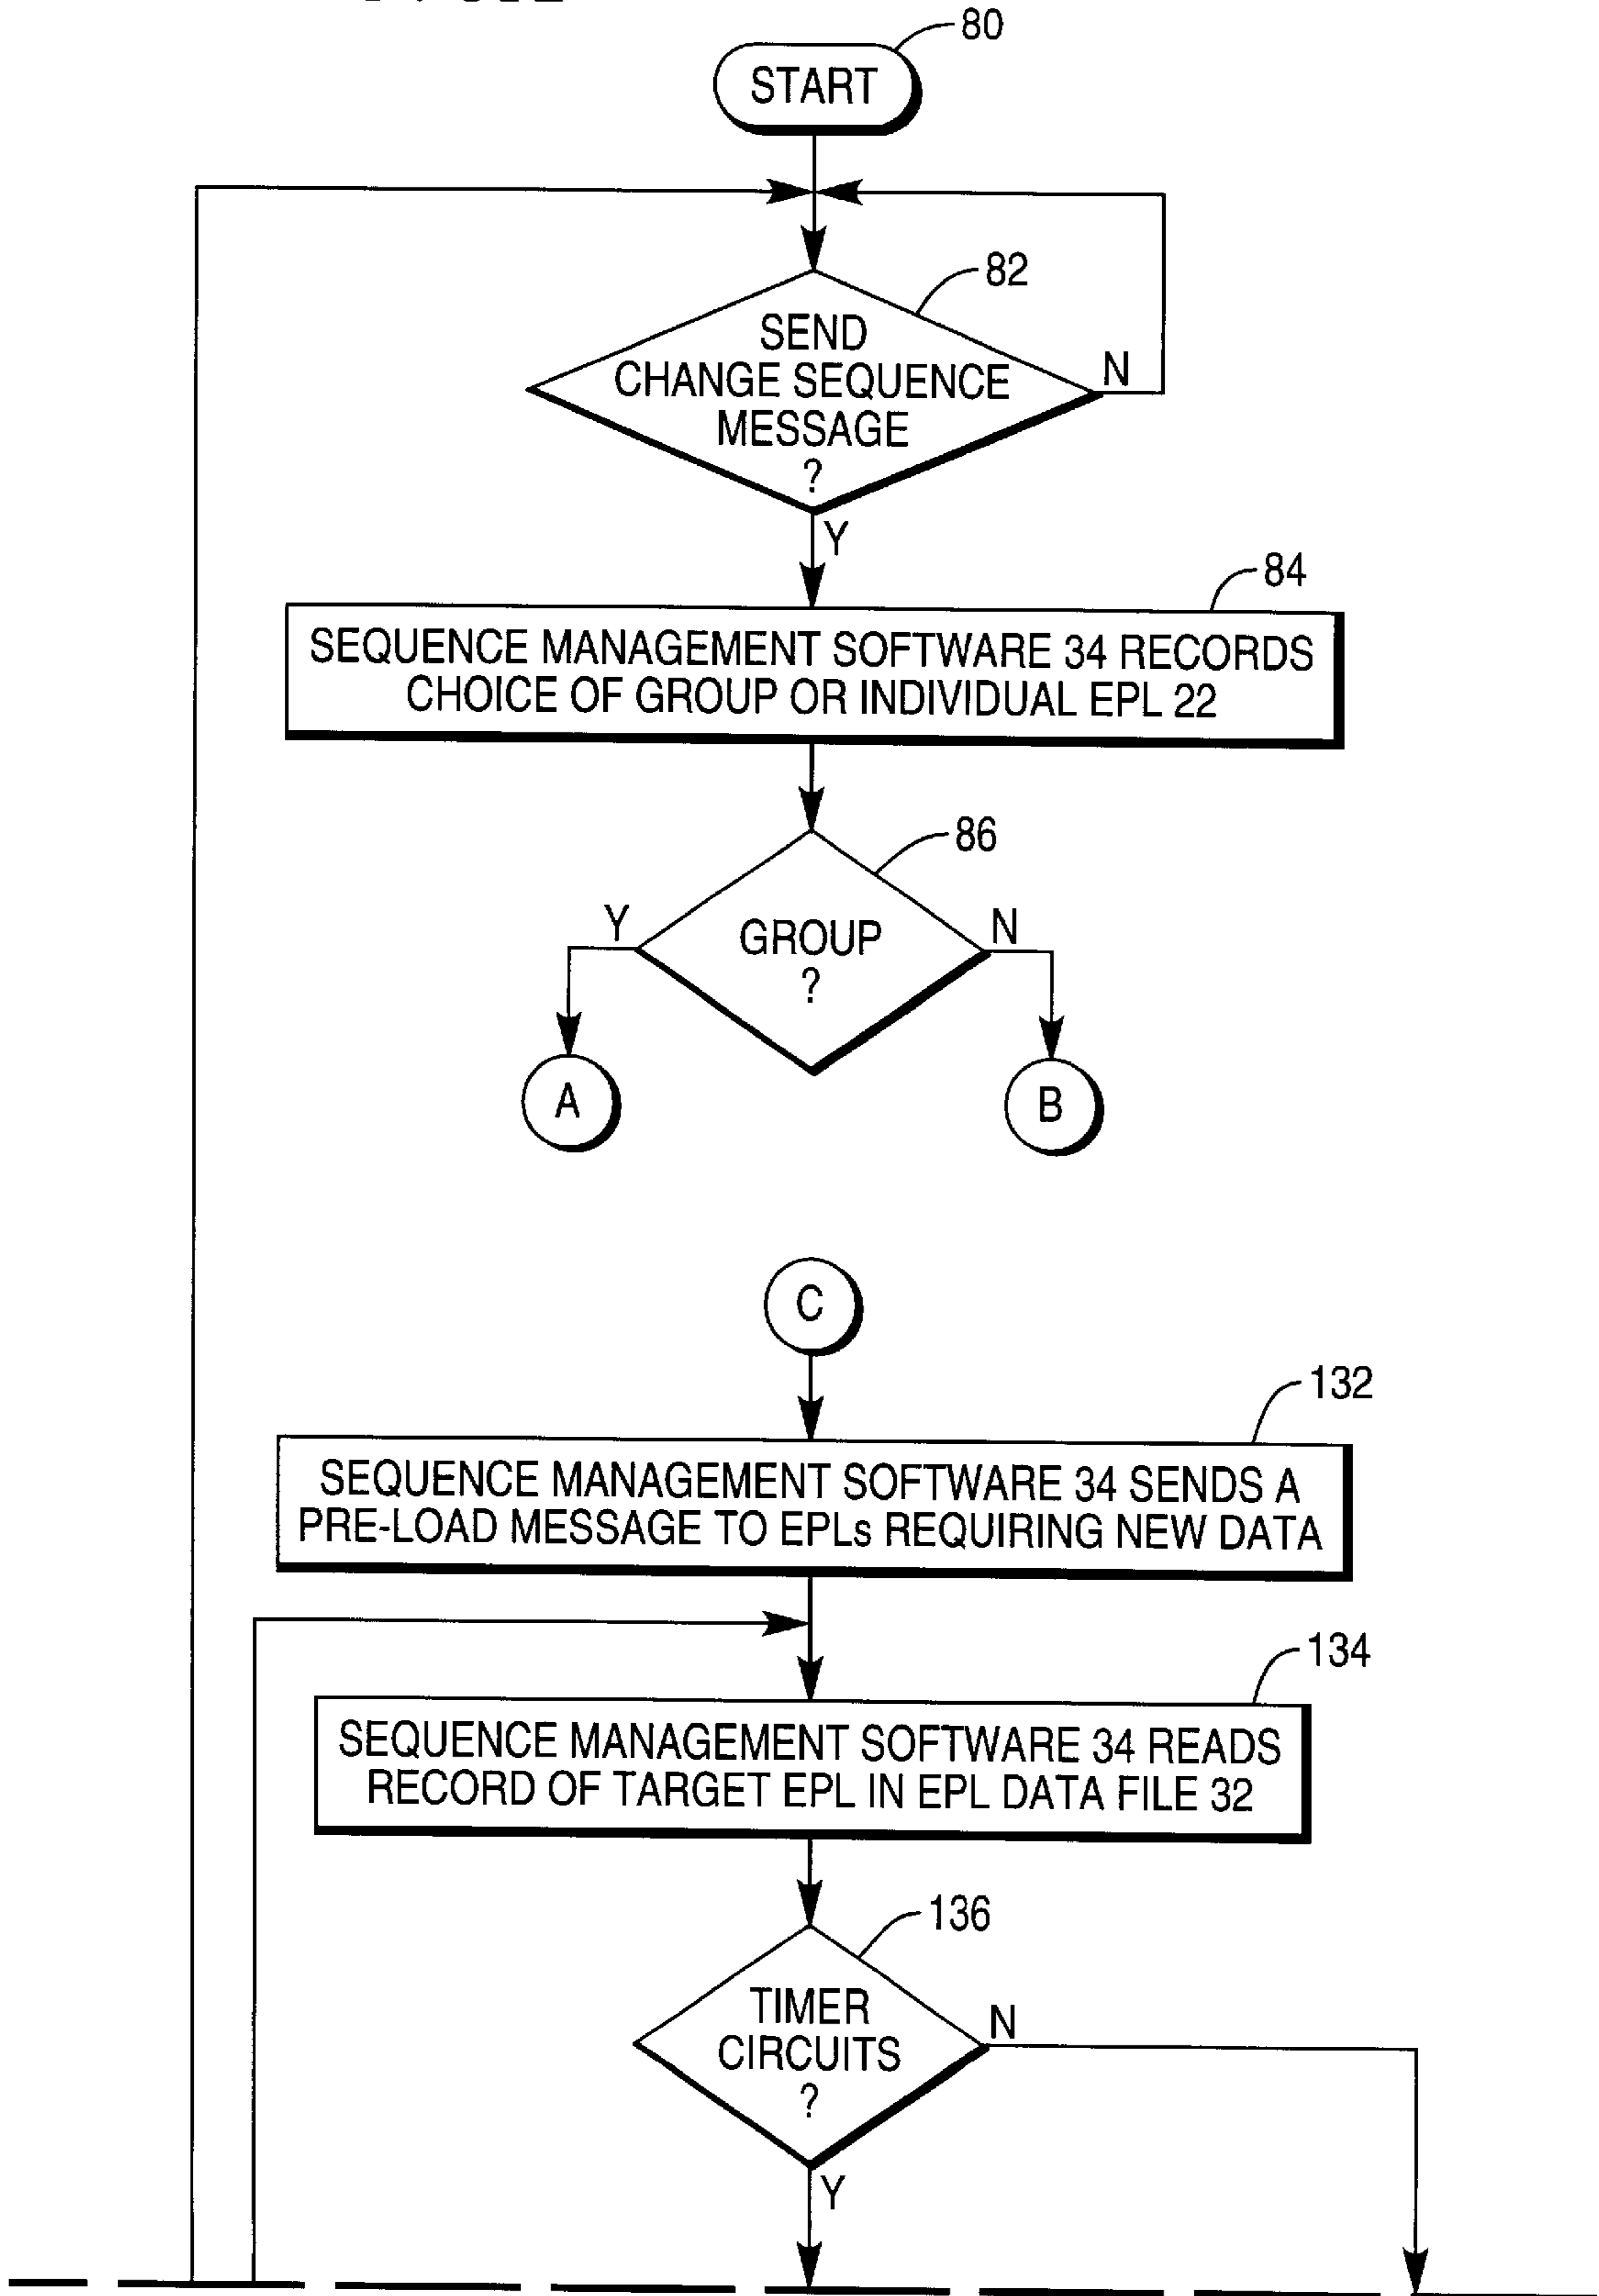 80
START
82
SEND
CHANGE SEQUENCE
MESSAGE
?
N
Y
84
SEQUENCE MANAGEMENT SOFTWARE 34 RECORDS
CHOICE OF GROUP OR INDIVIDUAL EPL 22
86
Y
GROUP
?
N
A
B
C
132
SEQUENCE MANAGEMENT SOFTWARE 34 SENDS A
PRE-LOAD MESSAGE TO EPLs REQUIRING NEW DATA
134
SEQUENCE MANAGEMENT SOFTWARE 34 READS
RECORD OF TARGET EPL IN EPL DATA FILE 32
136
TIMER
CIRCUITS
?
N
Y